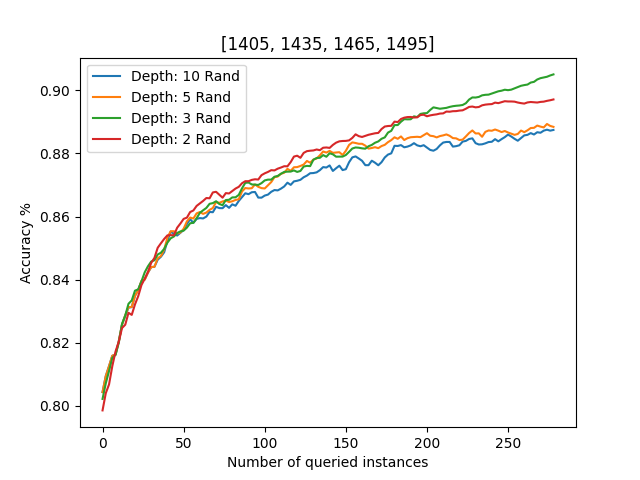 [1405, 1435, 1465, 1495]
Depth: 10 Rand
Depth: 5 Rand
Depth: 3 Rand
Depth: 2 Rand
Accuracy %
0.90
0.88
0.86
0.84
0.82
0.80
0
50
100
150
200
250
Number of queried instances